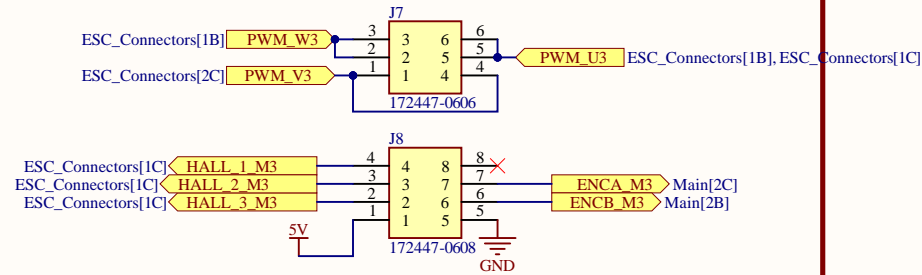 J7
ESC_Connectors[1B] PWM_W3 3 3 6 6
2 2 5 5 PWM_U3 ESC_Connectors[1B], ESC_Connectors[1C]
ESC_Connectors[2C] PWM_V3 1 1 4 4
172447-0606
J8
ESC_Connectors[1C] HALL_1_M3 4 4 8 8
ESC_Connectors[1C] HALL_2_M3 3 3 7 7 ENCA_M3 Main[2C]
ESC_Connectors[1C] HALL_3_M3 2 2 6 6 ENCB_M3 Main[2B]
1 1 5 5
5V
172447-0608
GND